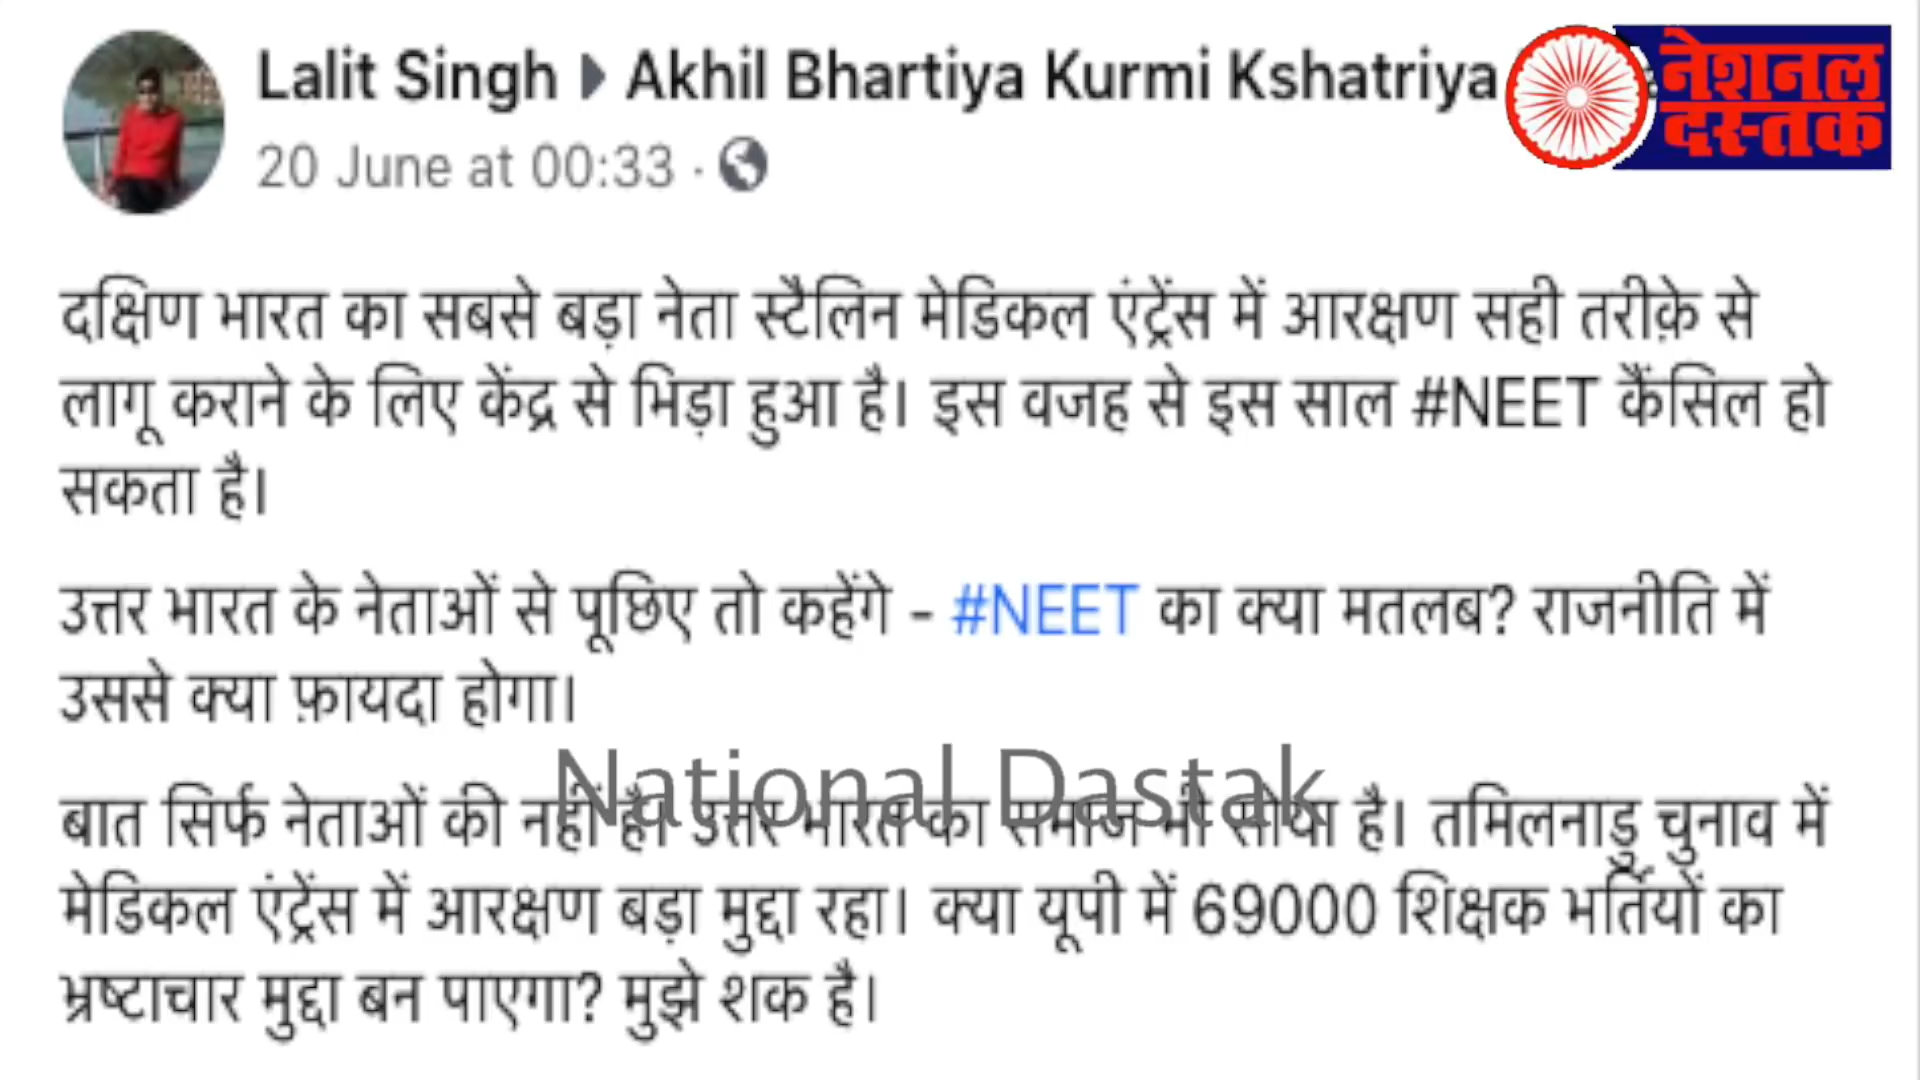 Lalit Singh ▶ Akhil Bhartiya Kurmi Kshatriya
नेशनल
दस्तक
20 June at 00:33 ·
दक्षिण भारत का सबसे बड़ा नेता स्टैलिन मेडिकल एंट्रेंस में आरक्षण सही तरीक़े से
लागू कराने के लिए केंद्र से भिड़ा हुआ है। इस वजह से इस साल #NEET कैंसिल हो
सकता है।
उत्तर भारत के नेताओं से पूछिए तो कहेंगे - #NEET का क्या मतलब? राजनीति में
उससे क्या फ़ायदा होगा।
National Dastak
बात सिर्फ नेताओं की नहीं है। उत्तर भारत का समाज भी सोया है। तमिलनाडु चुनाव में
मेडिकल एंट्रेंस में आरक्षण बड़ा मुद्दा रहा। क्या यूपी में 69000 शिक्षक भर्तियों का
भ्रष्टाचार मुद्दा बन पाएगा? मुझे शक है।